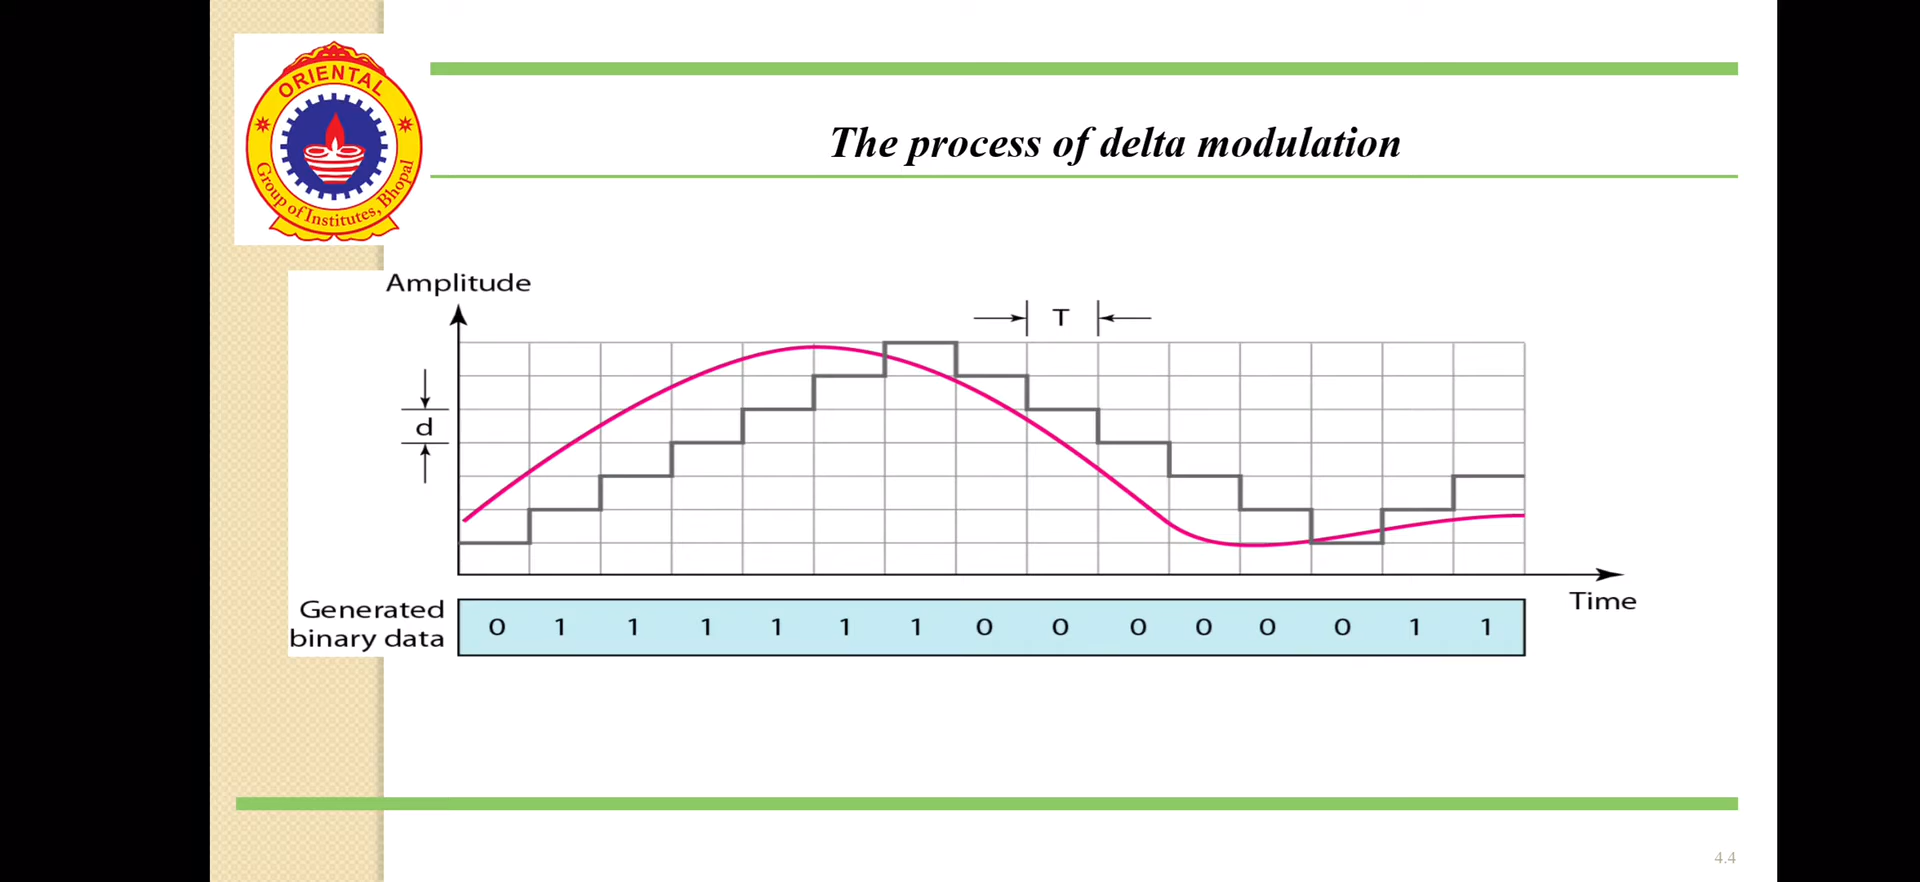 ORIENTAL
Group of Institutes, Bhopal
The process of delta modulation
Amplitude
T
d
Time
Generated
binary data
0 1 1 1 1 1 1 0 0 0 0 0 0 1 1
4.4